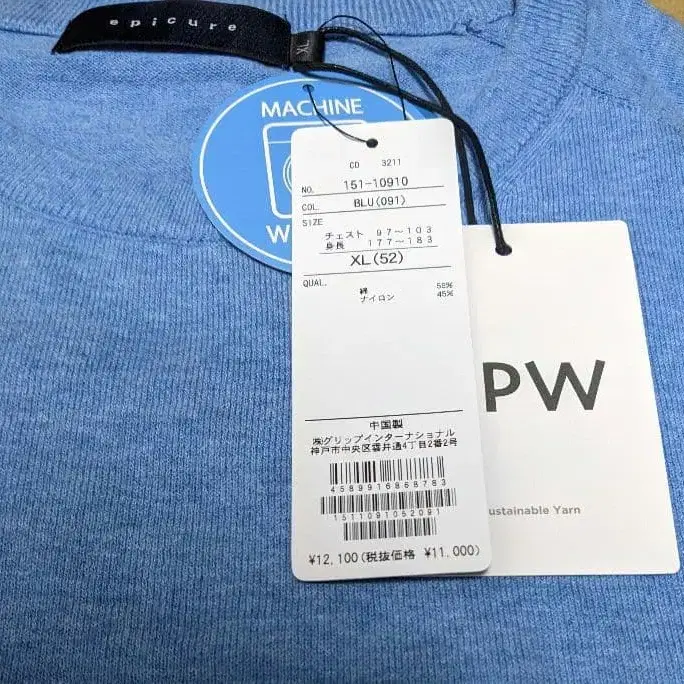 epicure
XL
MACHINE
W
CD 3211
NO. 151-10910
COL. BLU(091)
SIZE
チェスト 97～103
身長 177～183
XL(52)
QUAL.
綿 55%
ナイロン 45%
中国製
㈱グリップインターナショナル
神戸市中央区雲井通4丁目2番2号
4589916868783
1511091052091
¥12,100(税抜価格 ¥11,000)
PW
ustainable Yarn